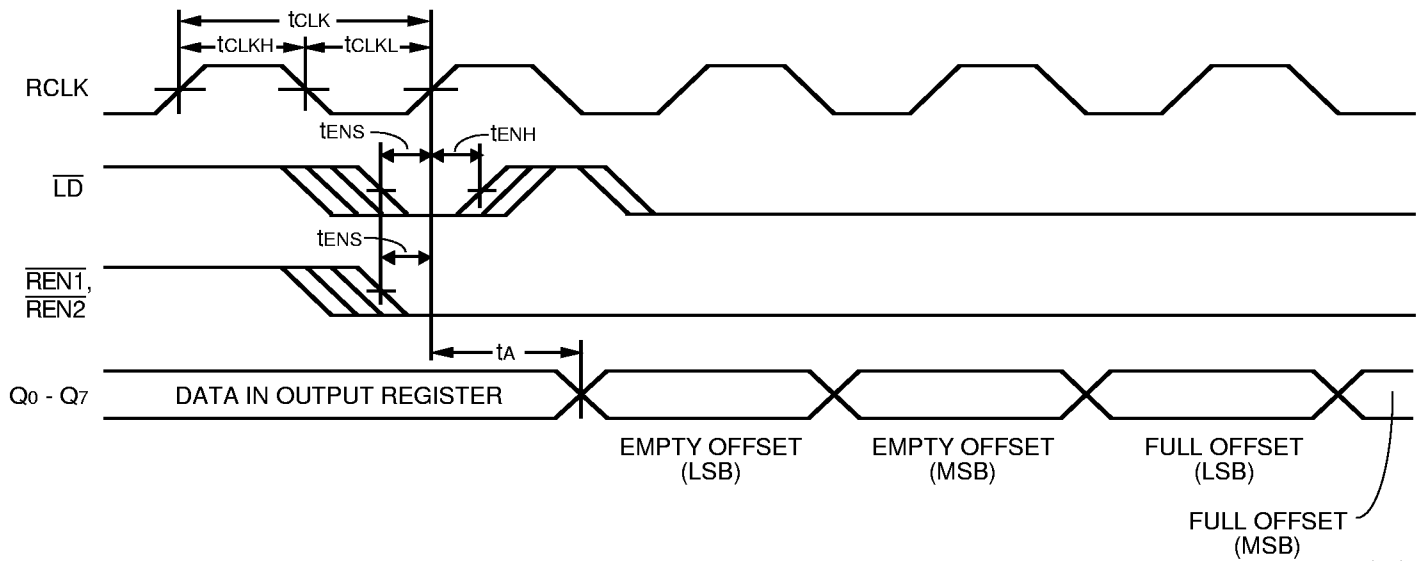 tCLK
tCLKH
tCLKL
RCLK
tENS
tENH
LD
tENS
REN1,
REN2
tA
Q0 - Q7
DATA IN OUTPUT REGISTER
EMPTY OFFSET
(LSB)
EMPTY OFFSET
(MSB)
FULL OFFSET
(LSB)
FULL OFFSET
(MSB)